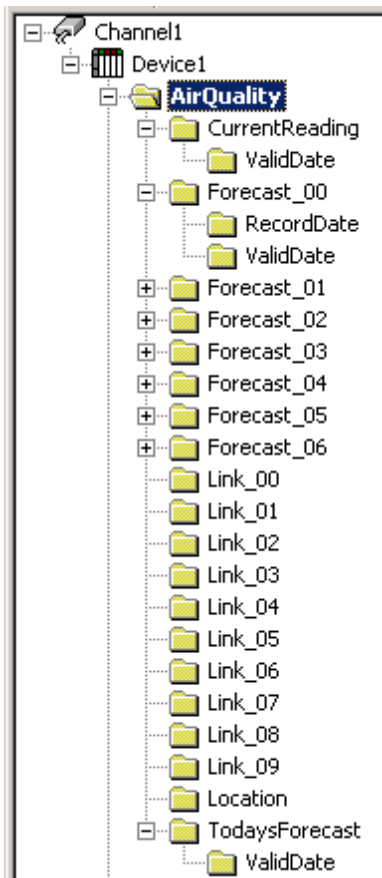 Channel1
Device1
AirQuality
CurrentReading
ValidDate
Forecast_00
RecordDate
ValidDate
Forecast_01
Forecast_02
Forecast_03
Forecast_04
Forecast_05
Forecast_06
Link_00
Link_01
Link_02
Link_03
Link_04
Link_05
Link_06
Link_07
Link_08
Link_09
Location
TodaysForecast
ValidDate